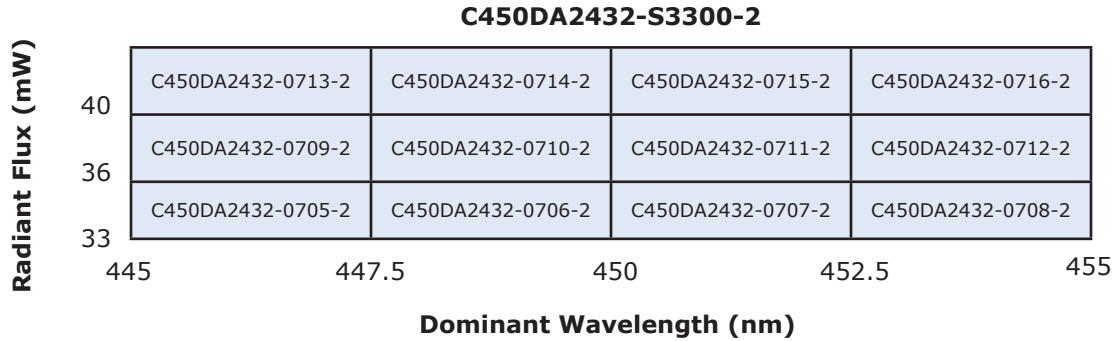 C450DA2432-S3300-2
Radiant Flux (mW)
C450DA2432-0713-2 C450DA2432-0714-2 C450DA2432-0715-2 C450DA2432-0716-2
40
C450DA2432-0709-2 C450DA2432-0710-2 C450DA2432-0711-2 C450DA2432-0712-2
36
C450DA2432-0705-2 C450DA2432-0706-2 C450DA2432-0707-2 C450DA2432-0708-2
33
445 447.5 450 452.5 455
Dominant Wavelength (nm)